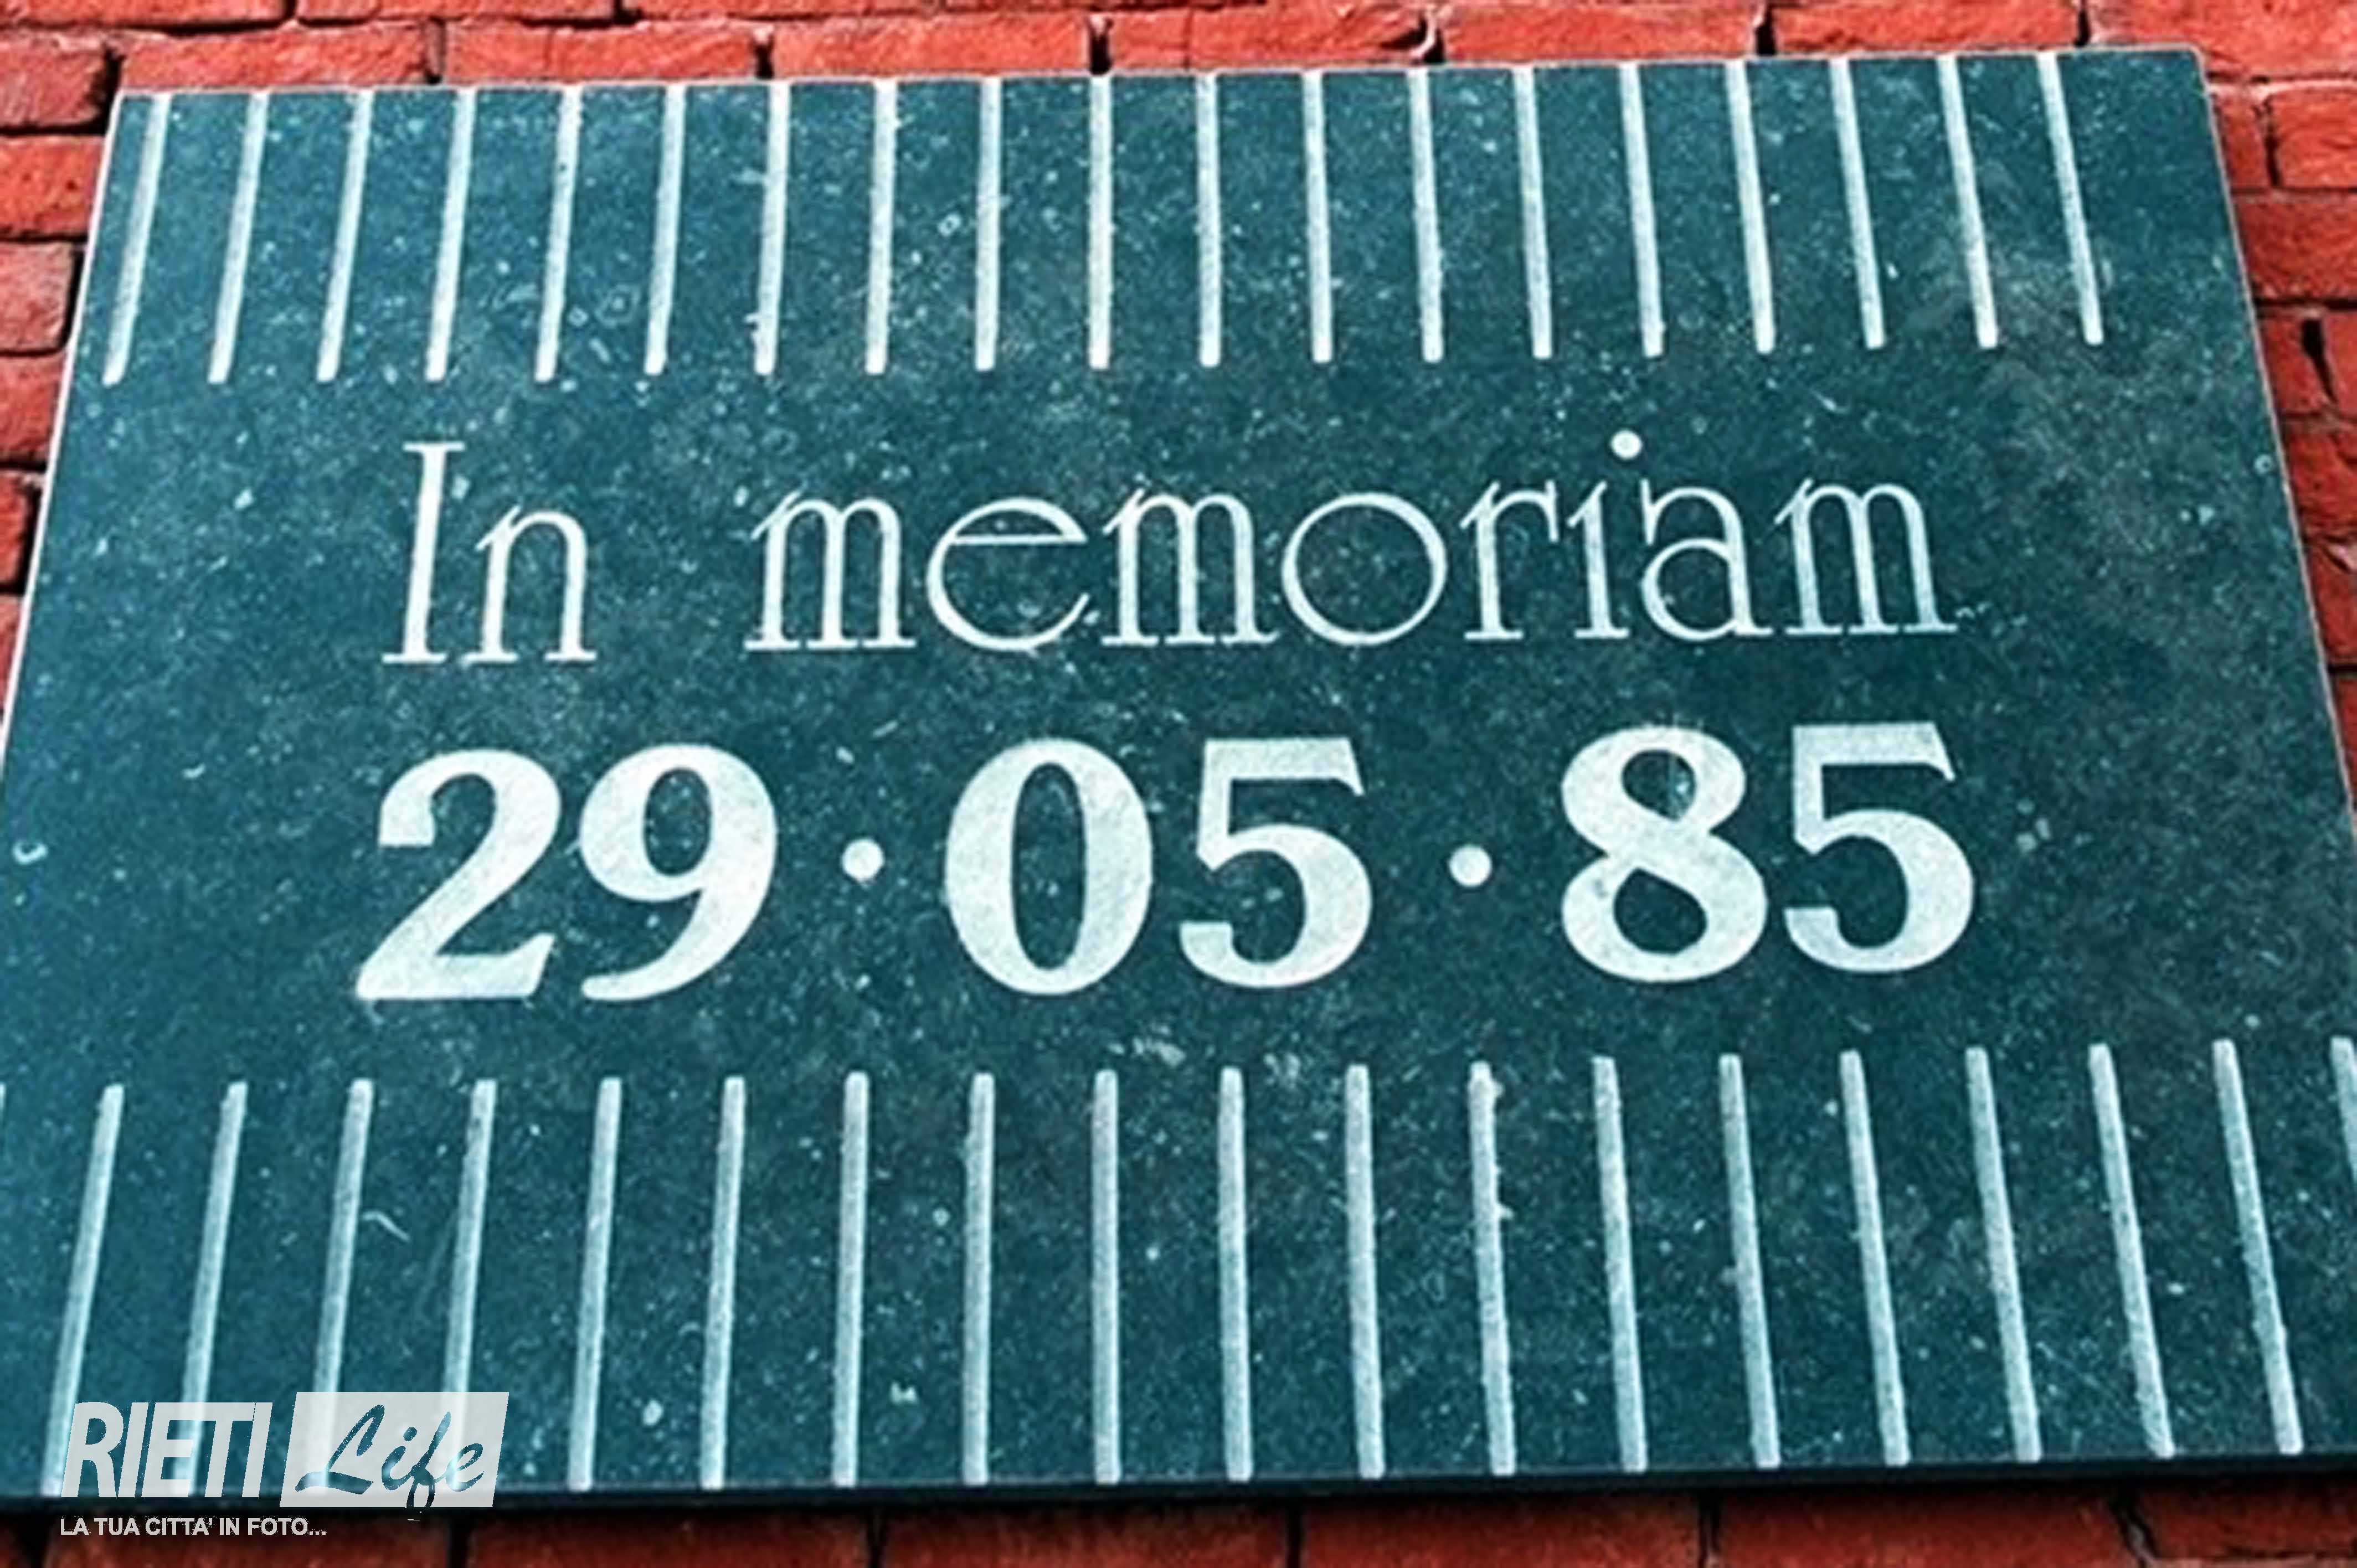 In memoriam
29·05·85
RIETI Life
LA TUA CITTA' IN FOTO...